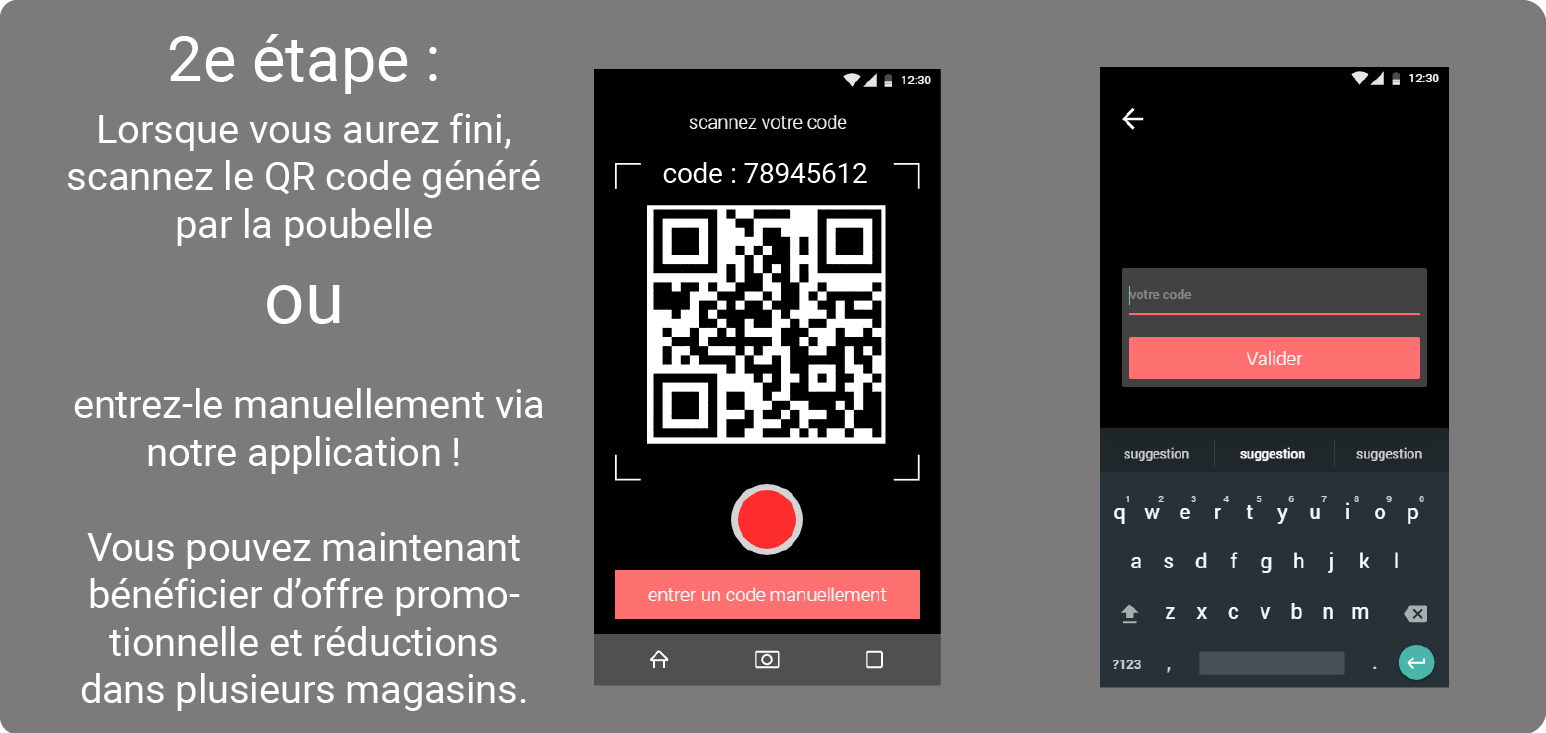 2e étape :
Lorsque vous aurez fini,
scannez le QR code généré
par la poubelle
ou
entrez-le manuellement via
notre application !
Vous pouvez maintenant
bénéficier d’offre promo-
tionnelle et réductions
dans plusieurs magasins.
12:30
scannez votre code
code : 78945612
entrer un code manuellement
12:30
votre code
Valider
suggestion suggestion suggestion
1 2 3 4 5 6 7 8 9 0
q w e r t y u i o p
a s d f g h j k l
z x c v b n m
?123 , .